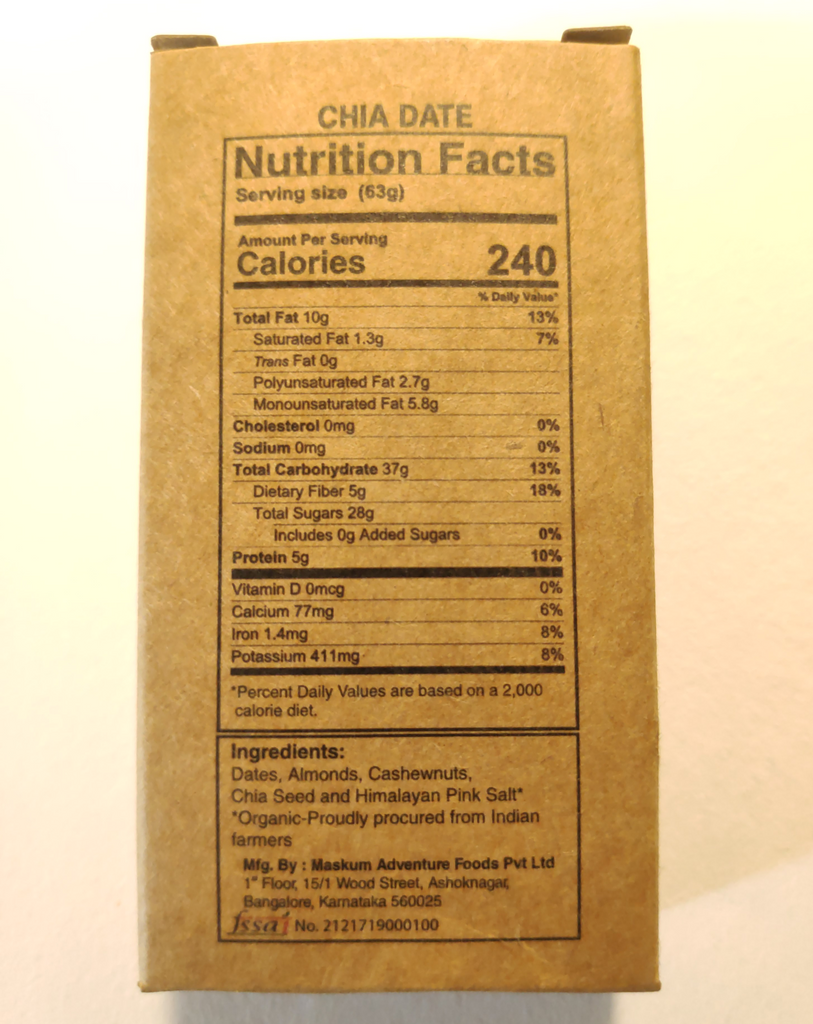 CHIA DATE
Nutrition Facts
Serving size (63g)
Amount Per Serving
Calories 240
% Daily Value*
Total Fat 10g 13%
Saturated Fat 1.3g 7%
Trans Fat 0g
Polyunsaturated Fat 2.7g
Monounsaturated Fat 5.8g
Cholesterol 0mg 0%
Sodium 0mg 0%
Total Carbohydrate 37g 13%
Dietary Fiber 5g 18%
Total Sugars 28g
Includes 0g Added Sugars 0%
Protein 5g 10%
Vitamin D 0mcg 0%
Calcium 77mg 6%
Iron 1.4mg 8%
Potassium 411mg 8%
*Percent Daily Values are based on a 2,000
calorie diet.
Ingredients:
Dates, Almonds, Cashewnuts,
Chia Seed and Himalayan Pink Salt*
*Organic-Proudly procured from Indian
farmers
Mfg. By : Maskum Adventure Foods Pvt Ltd
1st Floor, 15/1 Wood Street, Ashoknagar,
Bangalore, Karnataka 560025
fssai No. 2121719000100